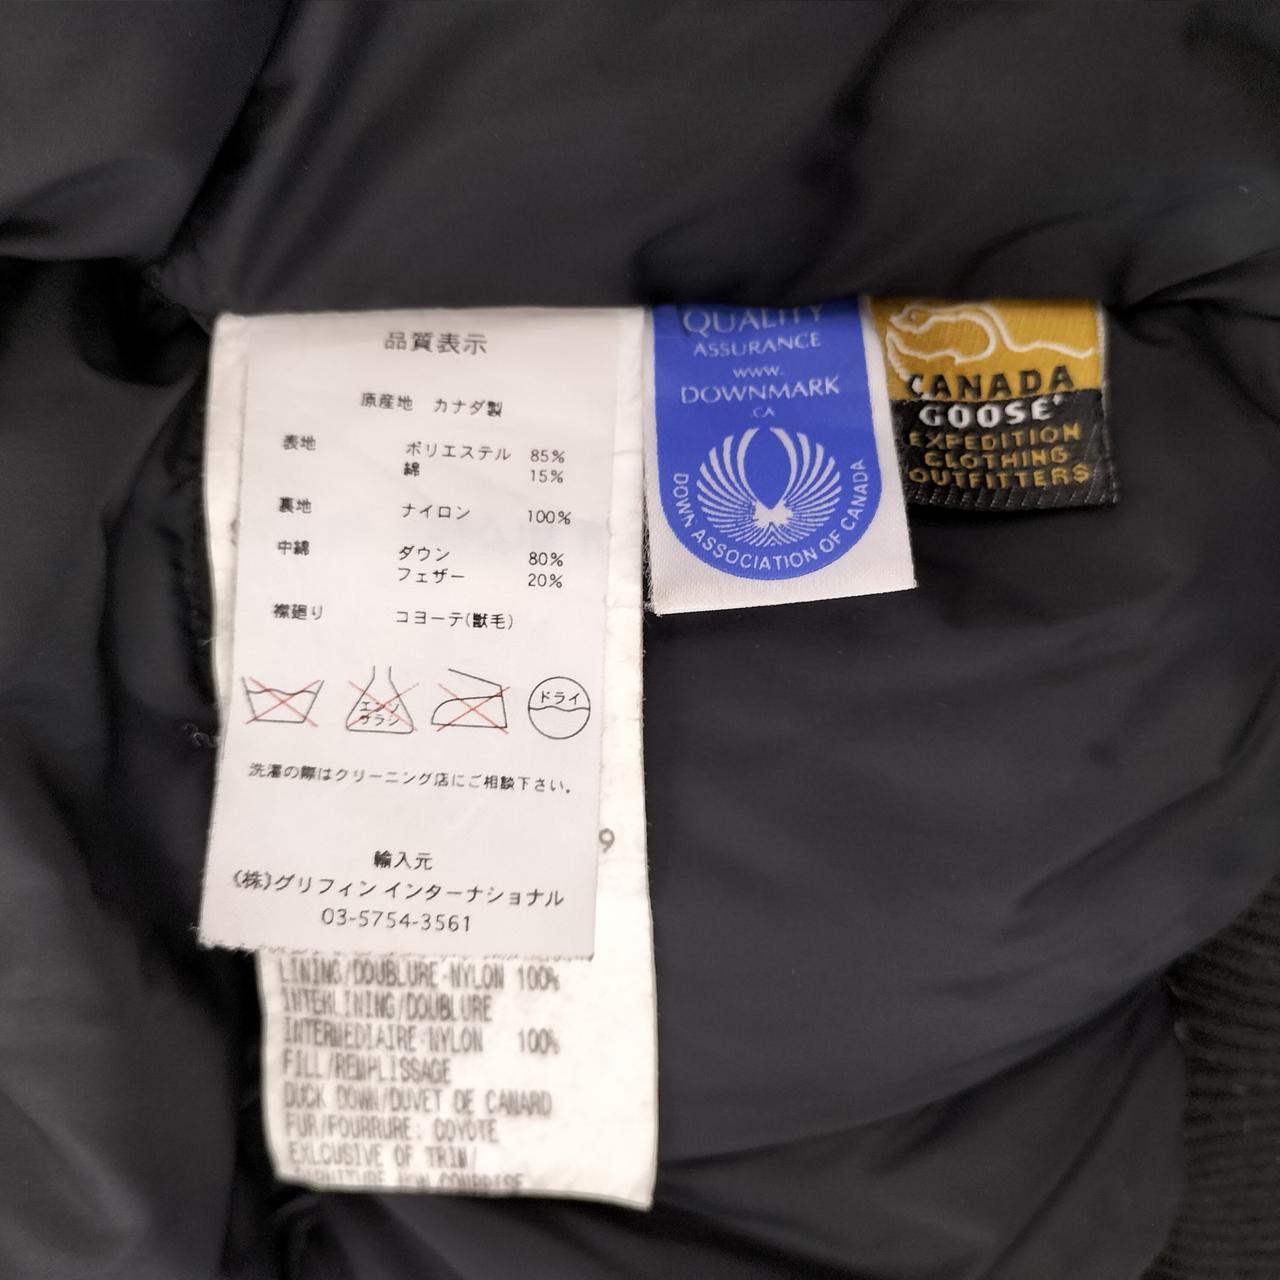 品質表示
原産地 カナダ製
表地 ポリエステル 85%
綿 15%
裏地 ナイロン 100%
中綿 ダウン 80%
フェザー 20%
襟廻り コヨーテ(獣毛)
エンソ
サラシ
ドライ
洗濯の際はクリーニング店にご相談下さい。
輸入元
(株)グリフィン インターナショナル
03-5754-3561
9
LINING/DOUBLURE-NYLON 100%
INTERLINING/DOUBLURE
INTERMEDIAIRE-NYLON 100%
FILL/REMPLISSAGE
DUCK DOWN/DUVET DE CANARD
FUR/FOURRURE: COYOTE
EXLCUSIVE OF TRIM/
QUALITY
ASSURANCE
www.
DOWNMARK
.CA
DOWN ASSOCIATION OF CANADA
CANADA
GOOSE
EXPEDITION
CLOTHING
OUTFITTERS